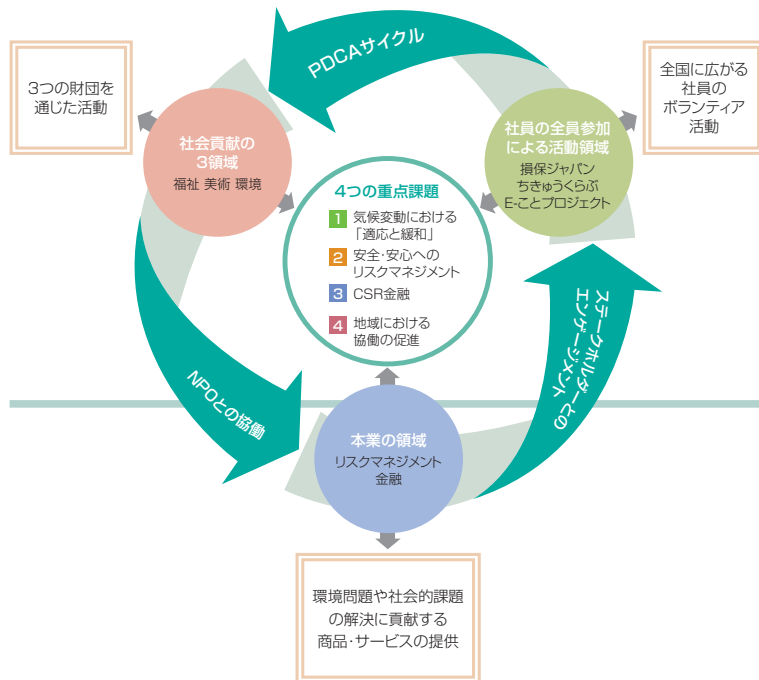 PDCAサイクル
3つの財団を
通じた活動
全国に広がる
社員の
ボランティア
活動
社会貢献の
3領域
福祉 美術 環境
社員の全員参加
による活動領域
損保ジャパン
ちきゅうくらぶ
E-ことプロジェクト
4つの重点課題
1 気候変動における
「適応と緩和」
2 安全・安心への
リスクマネジメント
3 CSR金融
4 地域における
協働の促進
ステークホルダーとの
エンゲージメント
NPOとの協働
本業の領域
リスクマネジメント
金融
環境問題や社会的課題
の解決に貢献する
商品・サービスの提供